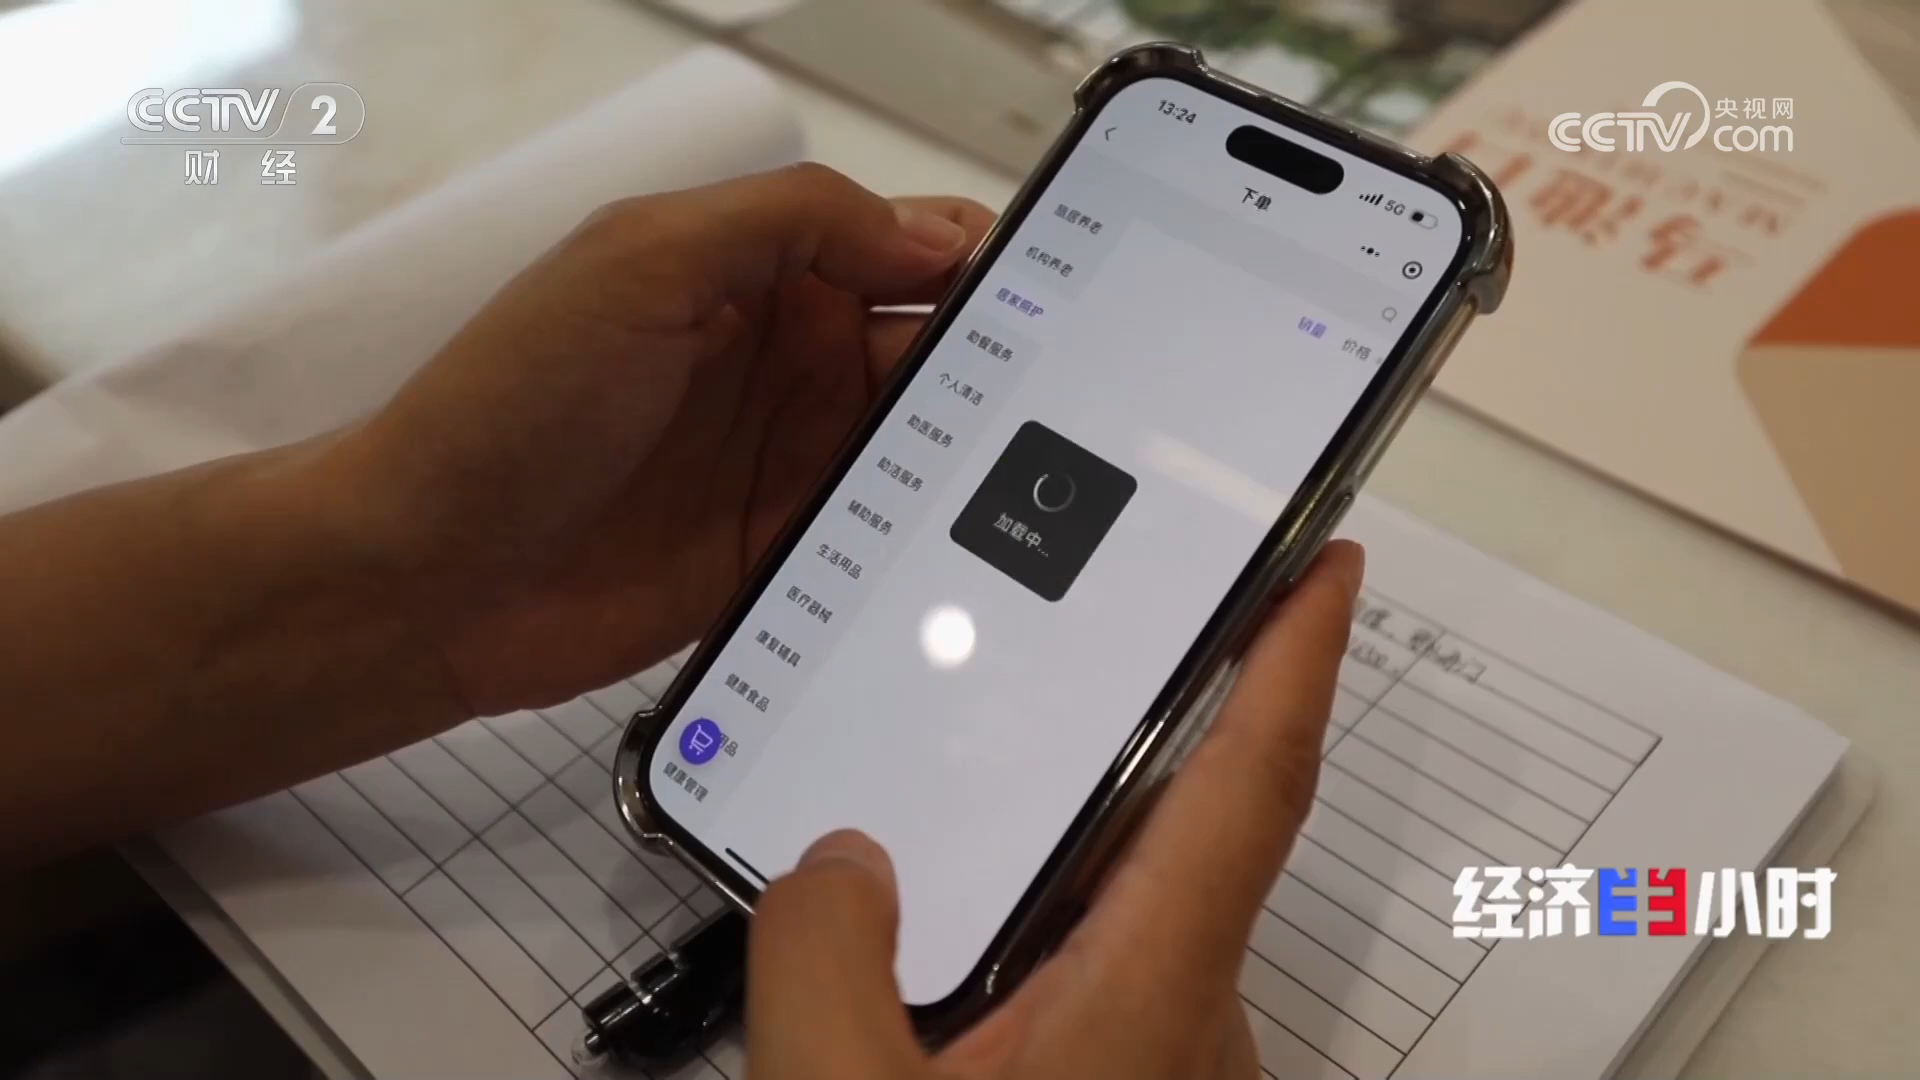 CCTV 2
财 经
央视网
CCTV com
13:24
5G
下单
旅居养老
机构养老
居家照护
助餐服务
个人清洁
助医服务
助洁服务
辅助服务
生活用品
医疗器械
康复辅具
健康食品
用品
健康管理
销量
价格
加载中...
经济半小时